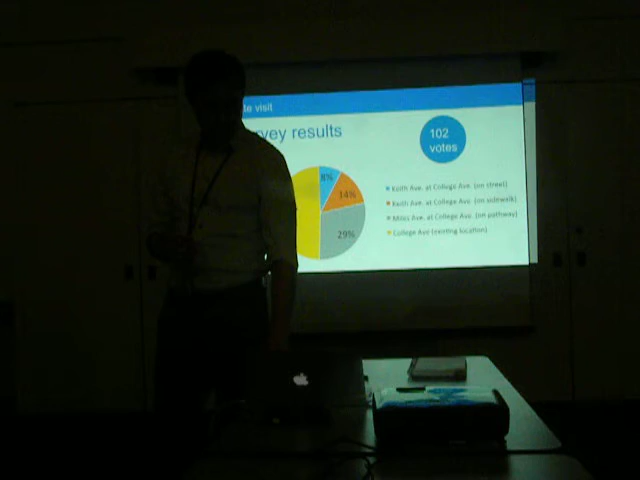 te visit
vey results
102
votes
8%
14%
29%
Keith Ave. at College Ave. (on street)
Keith Ave. at College Ave. (on sidewalk)
Miles Ave. at College Ave. (on pathway)
College Ave (existing location)